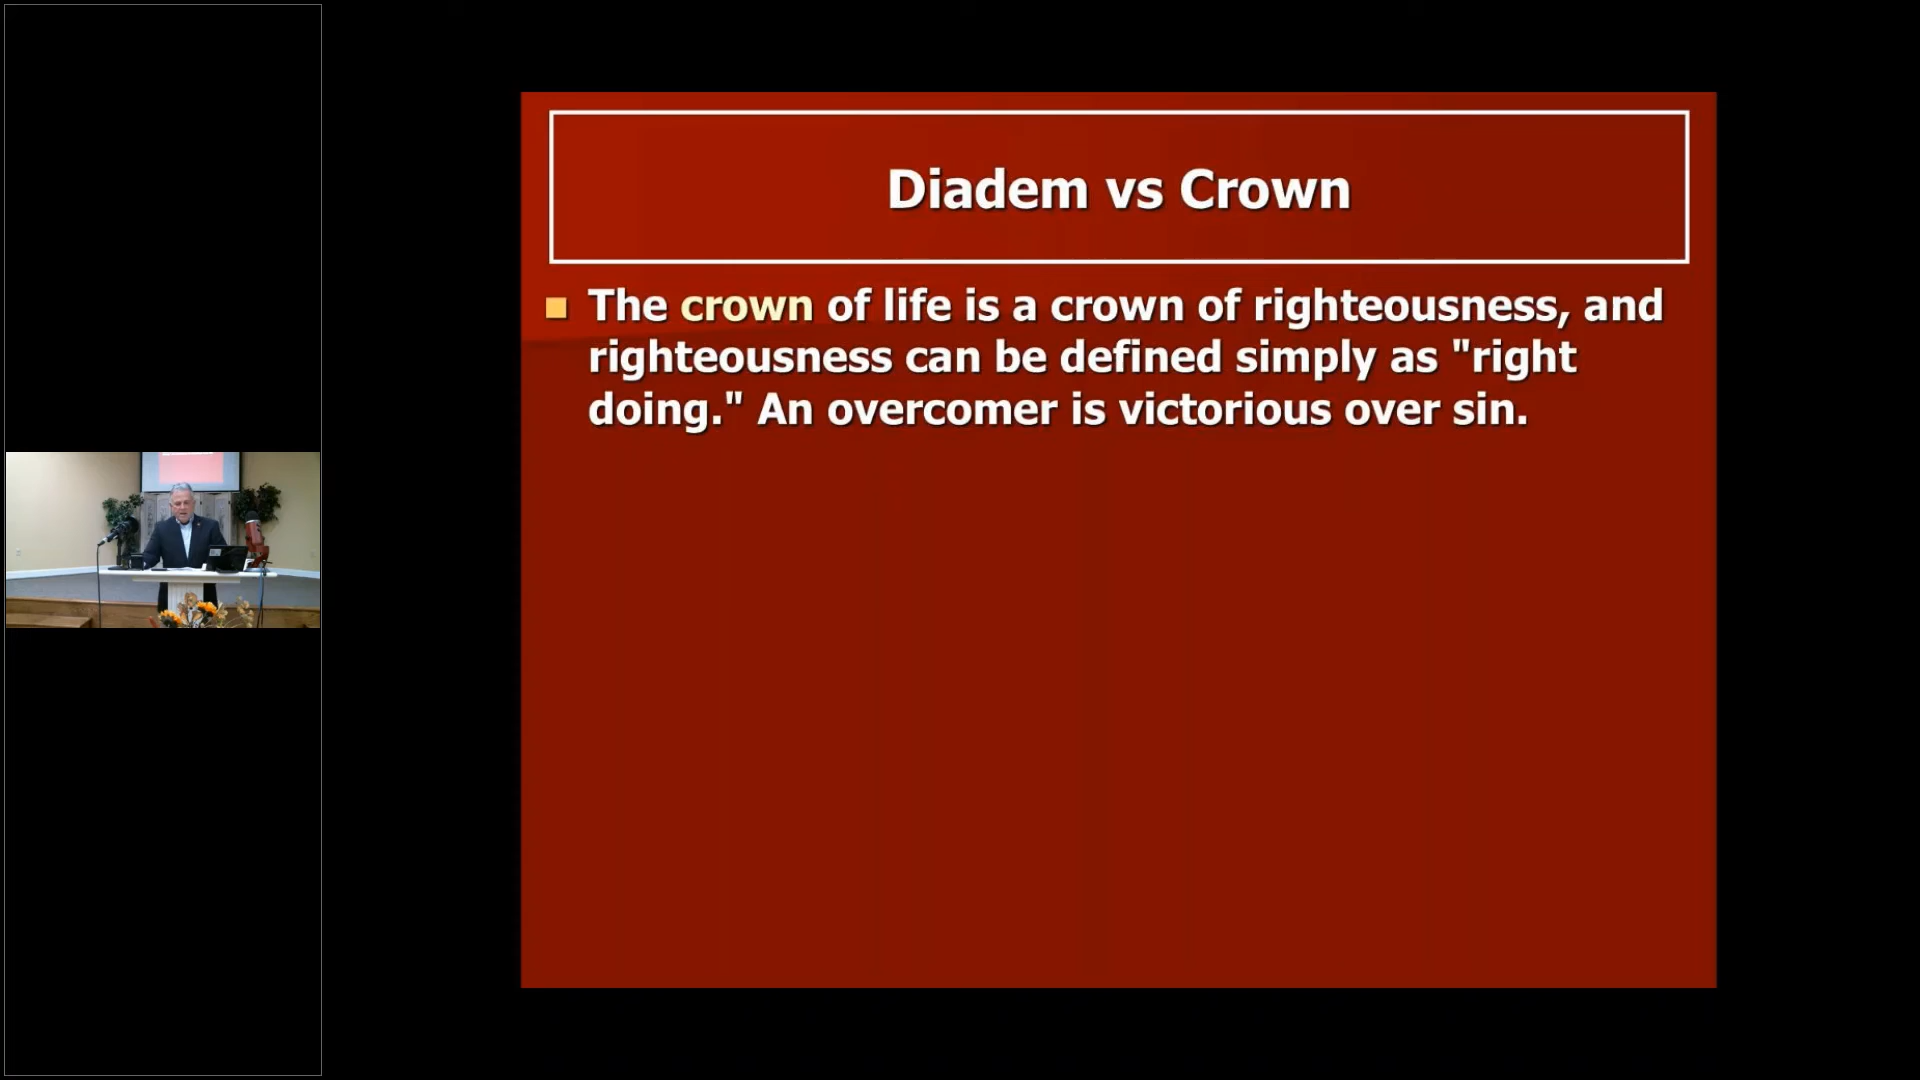 Diadem vs Crown
The crown of life is a crown of righteousness, and
righteousness can be defined simply as "right
doing." An overcomer is victorious over sin.